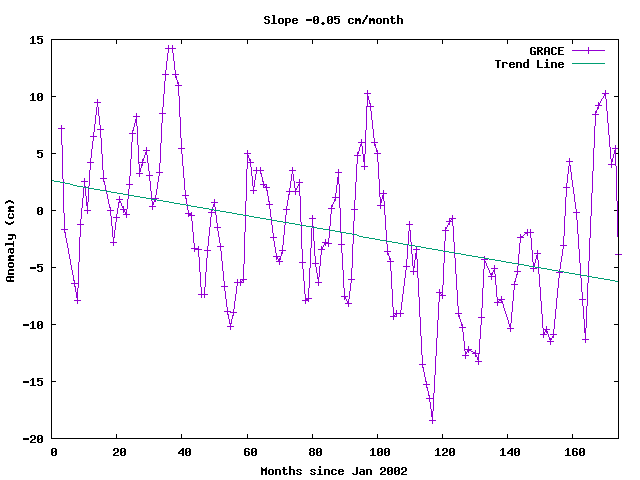 Slope -0.05 cm/month
GRACE
Trend Line
15
10
5
0
-5
-10
-15
-20
Anomaly (cm)
0 20 40 60 80 100 120 140 160
Months since Jan 2002